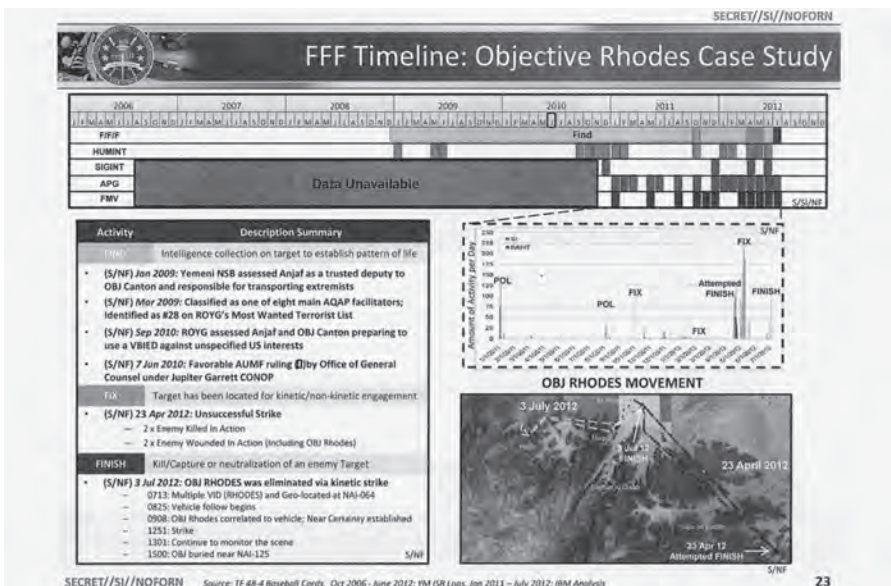 SECRET//SI//NOFORN
FFF Timeline: Objective Rhodes Case Study
2006 2007 2008 2009 2010 2011 2012
F/F/F Find
HUMINT
SIGINT
APG
FMV
Data Unavailable
S/SI/NF
Activity Description Summary
FIND Intelligence collection on target to establish pattern of life
• (S/NF) Jan 2009: Yemeni NSB assessed Anjaf as a trusted deputy to
OBJ Canton and responsible for transporting extremists
• (S/NF) Mar 2009: Classified as one of eight main AQAP facilitators;
Identified as #28 on ROYG's Most Wanted Terrorist List
• (S/NF) Sep 2010: ROYG assessed Anjaf and OBJ Canton preparing to
use a VBIED against unspecified US interests
• (S/NF) 7 Jun 2010: Favorable AUMF ruling by Office of General
Counsel under Jupiter Garrett CONOP
FIX Target has been located for kinetic/non-kinetic engagement
• (S/NF) 23 Apr 2012: Unsuccessful Strike
– 2 x Enemy Killed In Action
– 2 x Enemy Wounded In Action (Including OBJ Rhodes)
FINISH Kill/Capture or neutralization of an enemy Target
• (S/NF) 3 Jul 2012: OBJ RHODES was eliminated via kinetic strike
– 0713: Multiple VID (RHODES) and Geo-located at NAI-064
– 0825: Vehicle follow begins
– 0908: OBJ Rhodes correlated to vehicle; Near Certainty established
– 1251: Strike
– 1301: Continue to monitor the scene
– 1500: OBJ buried near NAI-125
S/NF
S/NF
Amount of Activity per Day
POL
POL
FIX
FIX
Attempted
FINISH
FIX
FINISH
OBJ RHODES MOVEMENT
3 July 2012
3 Jul 12
FINISH
23 April 2012
23 Apr 12
Attempted FINISH
S/NF
SECRET//SI//NOFORN Source: TF 48-4 Baseball Cards, Oct 2006 - June 2012; YM ISR Logs, Jan 2011 – July 2012; IBM Analysis 23